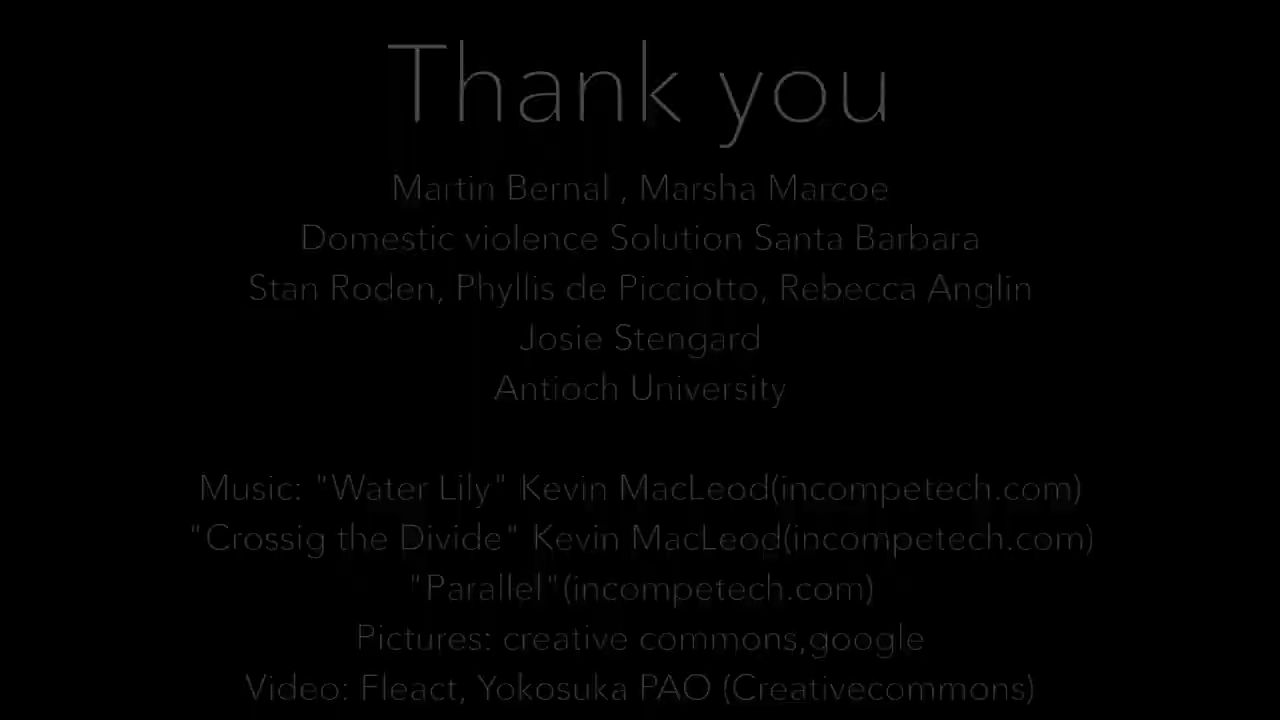 Thank you
Martin Bernal , Marsha Marcoe
Domestic violence Solution Santa Barbara
Stan Roden, Phyllis de Picciotto, Rebecca Anglin
Josie Stengard
Antioch University
Music: "Water Lily" Kevin MacLeod(incompetech.com)
"Crossig the Divide" Kevin MacLeod(incompetech.com)
"Parallel"(incompetech.com)
Pictures: creative commons,google
Video: Fleact, Yokosuka PAO (Creativecommons)